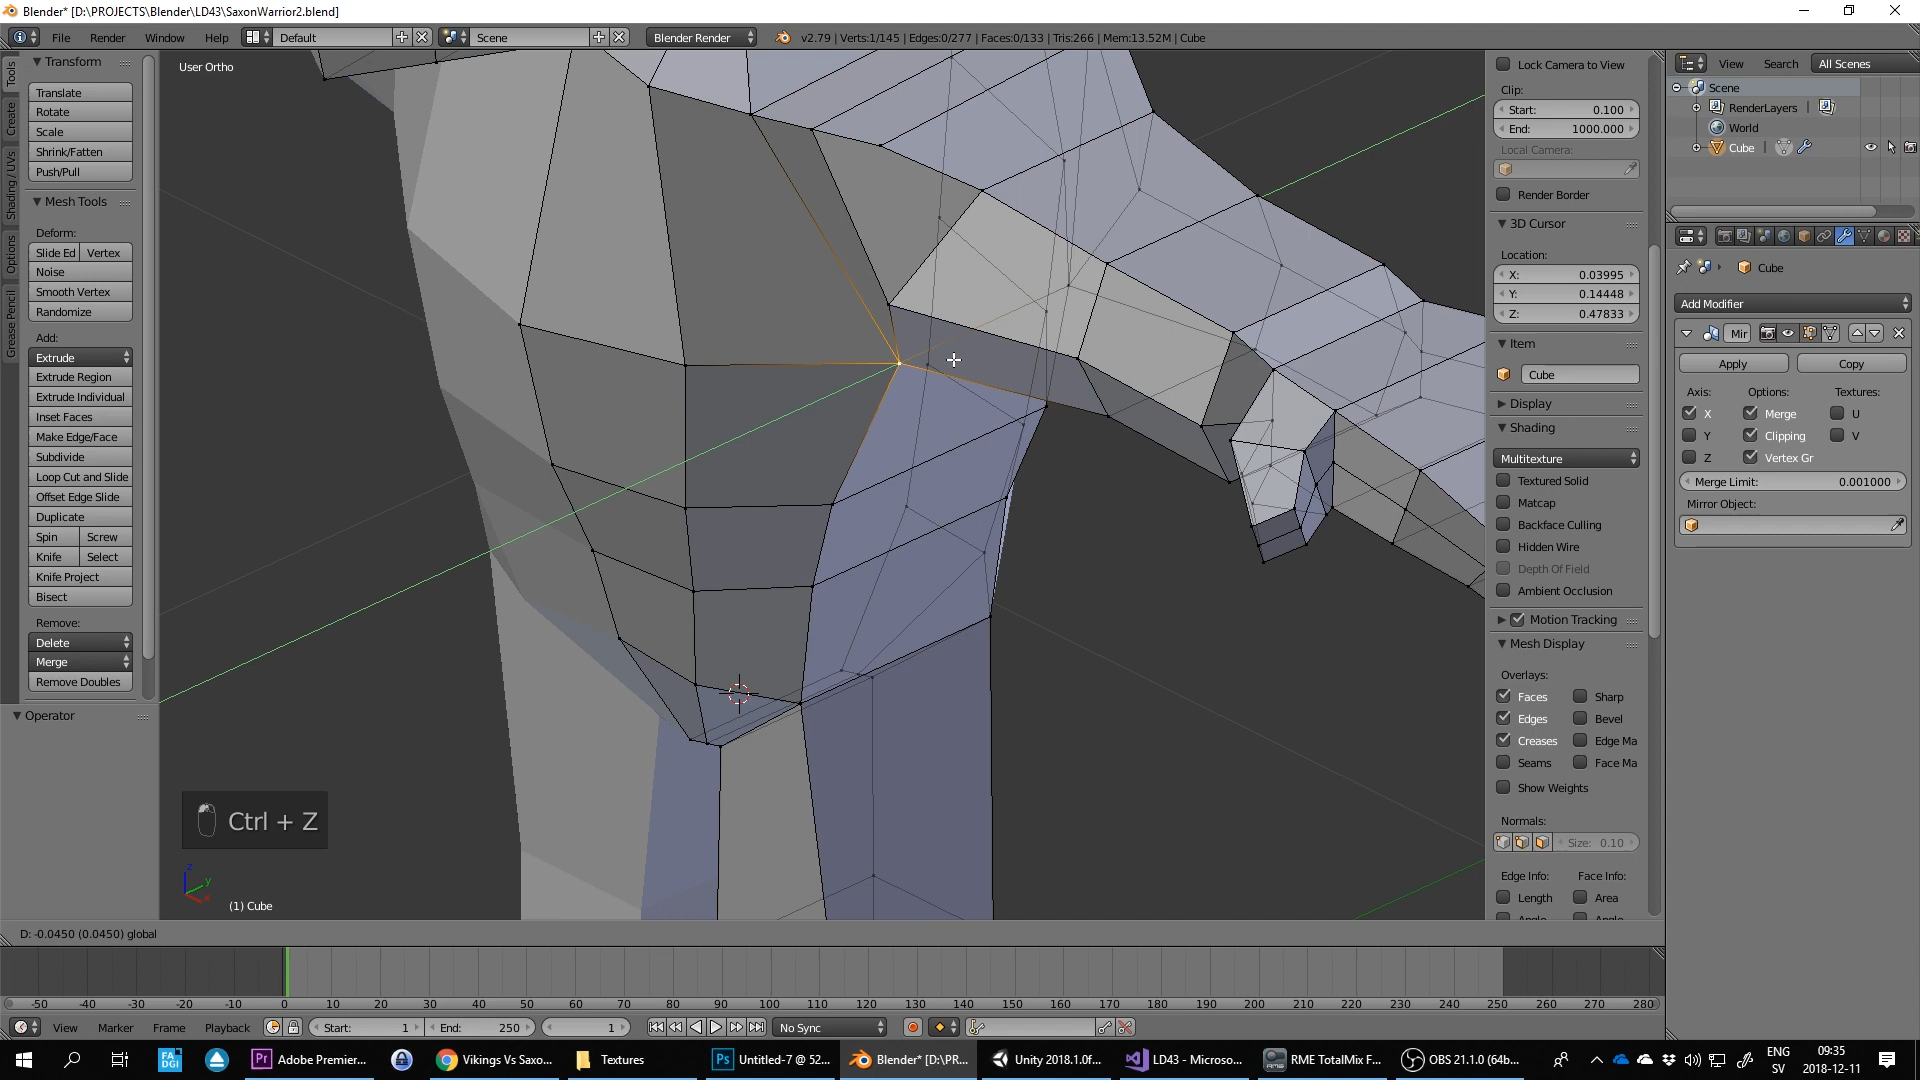 Blender* [D:\PROJECTS\Blender\LD43\SaxonWarrior2.blend]
File Render Window Help Default Scene Blender Render v2.79 | Verts:1/145 | Edges:0/277 | Faces:0/133 | Tris:266 | Mem:13.52M | Cube
Tools
Create
Shading / UVs
Options
Grease Pencil
Transform
Translate
Rotate
Scale
Shrink/Fatten
Push/Pull
Mesh Tools
Deform:
Slide Ed Vertex
Noise
Smooth Vertex
Randomize
Add:
Extrude
Extrude Region
Extrude Individual
Inset Faces
Make Edge/Face
Subdivide
Loop Cut and Slide
Offset Edge Slide
Duplicate
Spin Screw
Knife Select
Knife Project
Bisect
Remove:
Delete
Merge
Remove Doubles
Operator
User Ortho
Ctrl + Z
z
y
x
(1) Cube
D: -0.0450 (0.0450) global
Lock Camera to View
Clip:
Start: 0.100
End: 1000.000
Local Camera:
Render Border
3D Cursor
Location:
X: 0.03995
Y: 0.14448
Z: 0.47833
Item
Cube
Display
Shading
Multitexture
Textured Solid
Matcap
Backface Culling
Hidden Wire
Depth Of Field
Ambient Occlusion
Motion Tracking
Mesh Display
Overlays:
Faces Sharp
Edges Bevel
Creases Edge Ma
Seams Face Ma
Show Weights
Normals:
Size: 0.10
Edge Info: Face Info:
Length Area
Angle Angle
View Search All Scenes
Scene
RenderLayers
World
Cube
Cube
Add Modifier
Mir
Apply Copy
Axis: Options: Textures:
X Merge U
Y Clipping V
Z Vertex Gr
Merge Limit: 0.001000
Mirror Object:
-50 -40 -30 -20 -10 0 10 20 30 40 50 60 70 80 90 100 110 120 130 140 150 160 170 180 190 200 210 220 230 240 250 260 270 280
View Marker Frame Playback Start: 1 End: 250 1 No Sync
FA DGI
Pr Adobe Premier...
Vikings Vs Saxo...
Textures
Ps Untitled-7 @ 52...
Blender* [D:\PR...
Unity 2018.1.0f...
LD43 - Microso...
RME TotalMix F...
OBS 21.1.0 (64b...
ENG
SV
09:35
2018-12-11